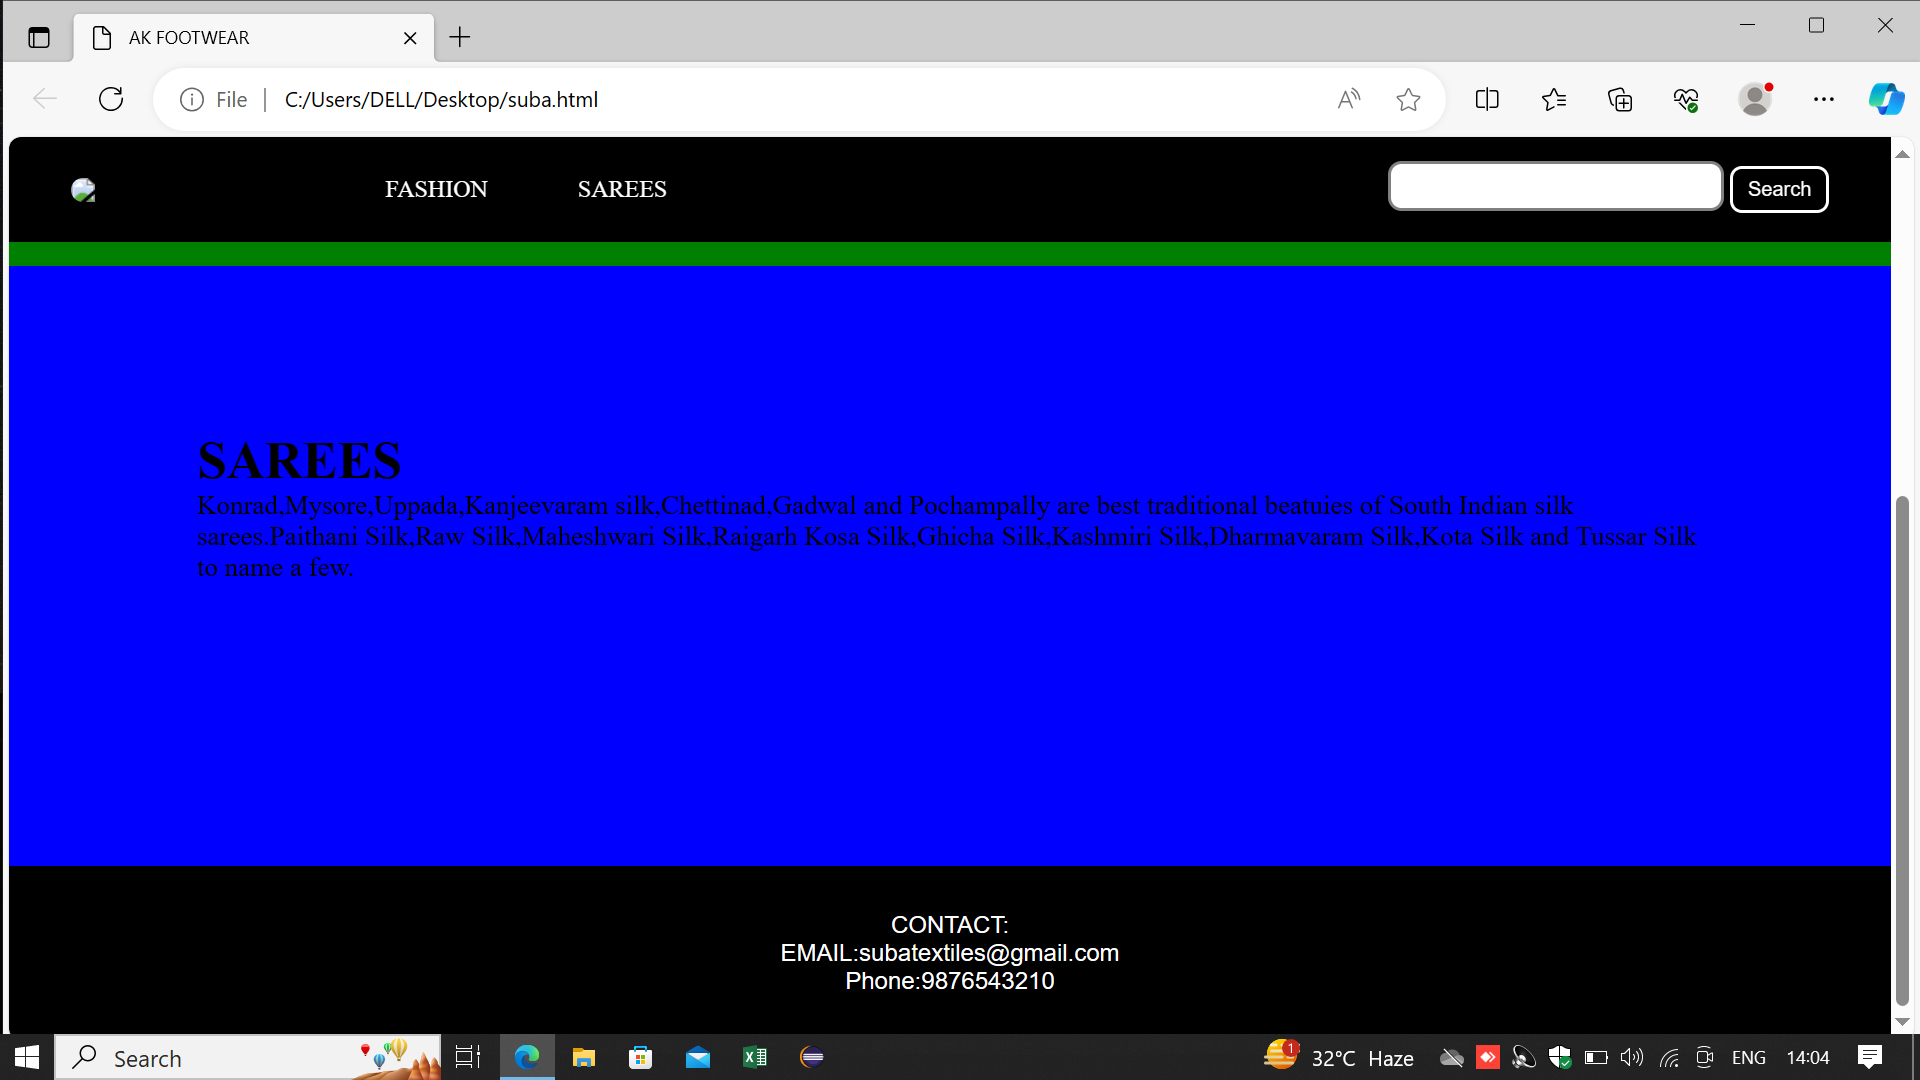 AK FOOTWEAR
File
C:/Users/DELL/Desktop/suba.html
FASHION
SAREES
Search
SAREES
Konrad,Mysore,Uppada,Kanjeevaram silk,Chettinad,Gadwal and Pochampally are best traditional beatuies of South Indian silk
sarees.Paithani Silk,Raw Silk,Maheshwari Silk,Raigarh Kosa Silk,Ghicha Silk,Kashmiri Silk,Dharmavaram Silk,Kota Silk and Tussar Silk
to name a few.
CONTACT:
EMAIL:subatextiles@gmail.com
Phone:9876543210
Search
1
32°C Haze
ENG
14:04